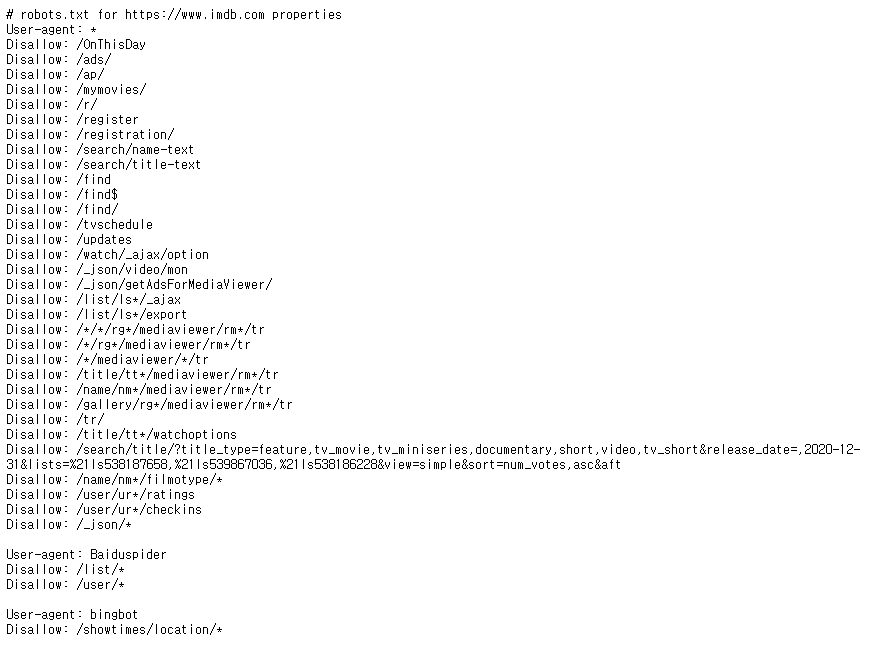 # robots.txt for https://www.imdb.com properties
User-agent: *
Disallow: /OnThisDay
Disallow: /ads/
Disallow: /ap/
Disallow: /mymovies/
Disallow: /r/
Disallow: /register
Disallow: /registration/
Disallow: /search/name-text
Disallow: /search/title-text
Disallow: /find
Disallow: /find$
Disallow: /find/
Disallow: /tvschedule
Disallow: /updates
Disallow: /watch/_ajax/option
Disallow: /_json/video/mon
Disallow: /_json/getAdsForMediaViewer/
Disallow: /list/ls*/_ajax
Disallow: /list/ls*/export
Disallow: /*/*/rg*/mediaviewer/rm*/tr
Disallow: /*/rg*/mediaviewer/rm*/tr
Disallow: /*/mediaviewer/*/tr
Disallow: /title/tt*/mediaviewer/rm*/tr
Disallow: /name/nm*/mediaviewer/rm*/tr
Disallow: /gallery/rg*/mediaviewer/rm*/tr
Disallow: /tr/
Disallow: /title/tt*/watchoptions
Disallow: /search/title/?title_type=feature,tv_movie,tv_miniseries,documentary,short,video,tv_short&release_date=,2020-12-
31&lists=%21ls538187658,%21ls539867036,%21ls538186228&view=simple&sort=num_votes,asc&aft
Disallow: /name/nm*/filmotype/*
Disallow: /user/ur*/ratings
Disallow: /user/ur*/checkins
Disallow: /_json/*
User-agent: Baiduspider
Disallow: /list/*
Disallow: /user/*
User-agent: bingbot
Disallow: /showtimes/location/*